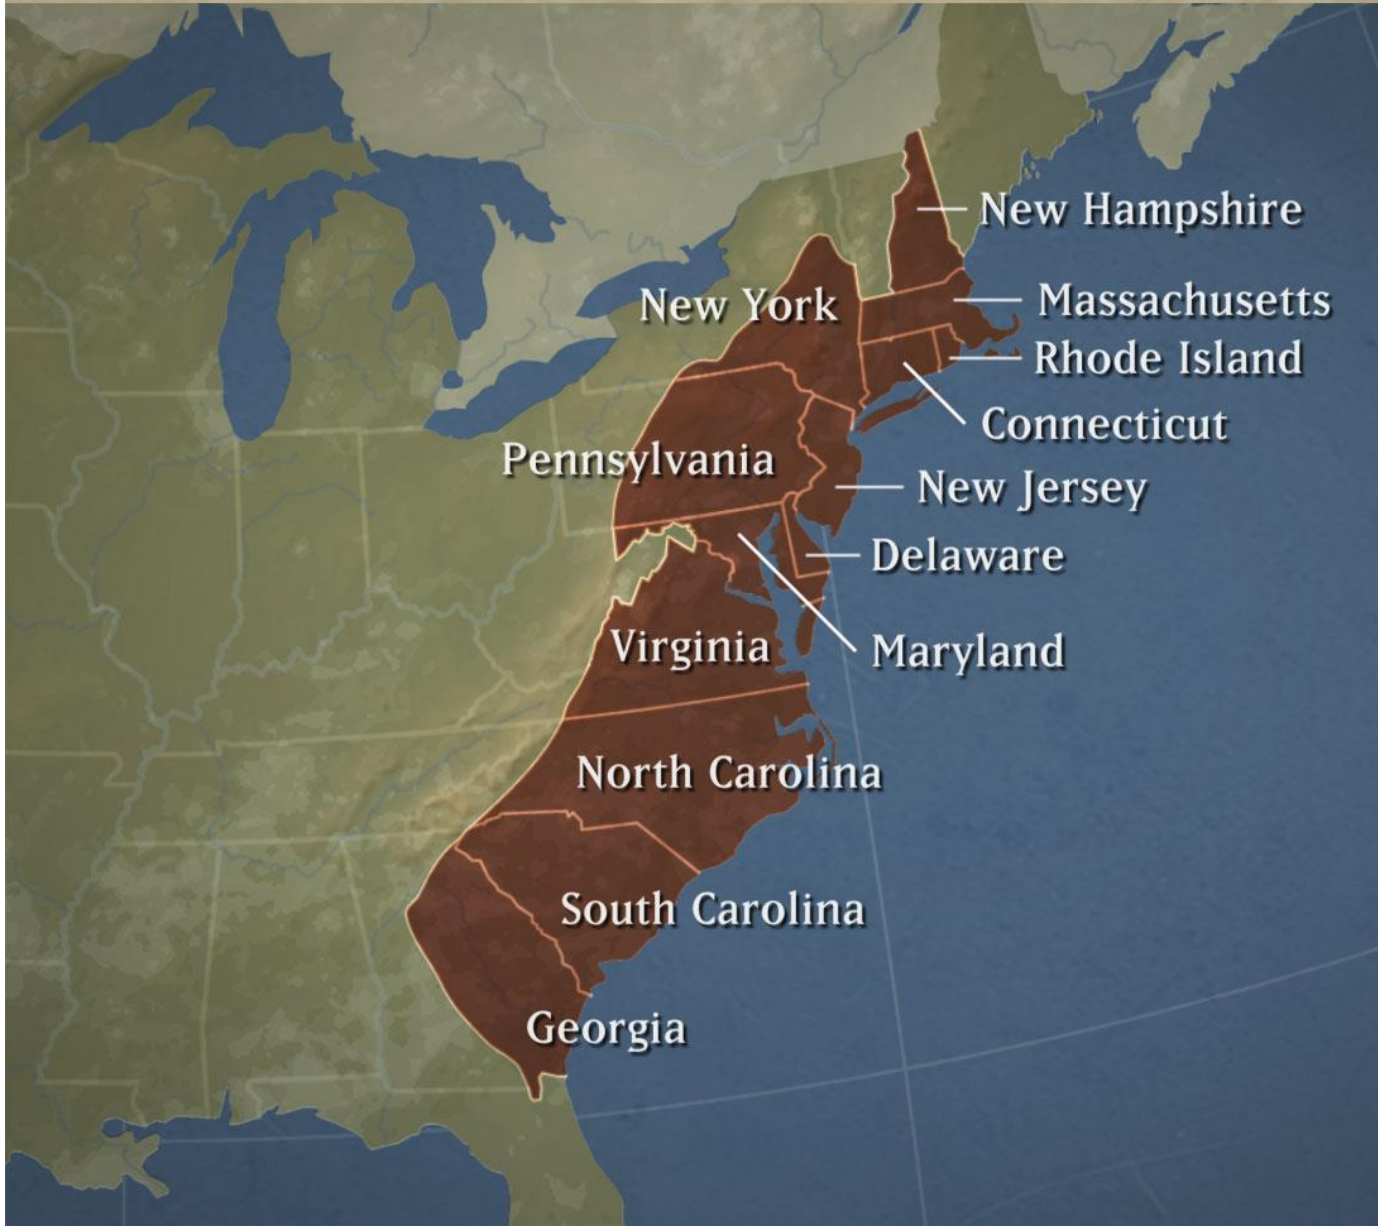 New Hampshire
Massachusetts
New York
Rhode Island
Connecticut
Pennsylvania
New Jersey
Delaware
Virginia
Maryland
North Carolina
South Carolina
Georgia